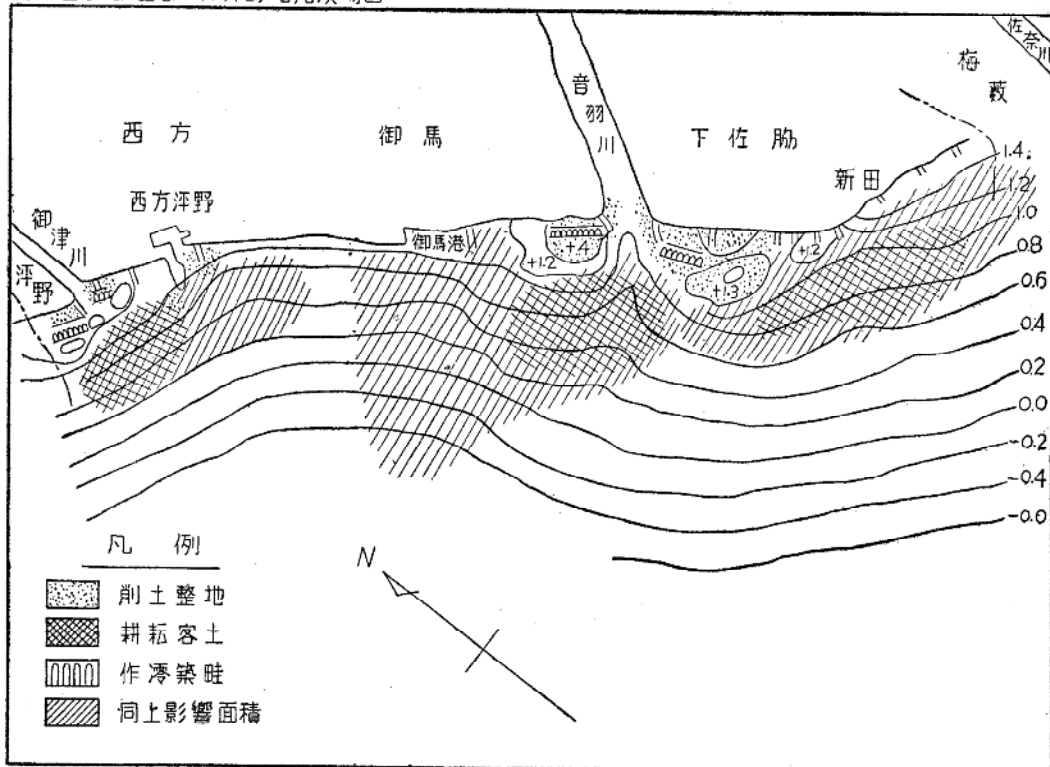 佐奈川
梅藪
音羽川
西方
御馬
下佐脇
新田
西方泙野
御津川
泙野
御馬港
+1.2
+4
+1.3
+1.2
1.4
1.2
1.0
0.8
0.6
0.4
0.2
0.0
-0.2
-0.4
-0.0
凡 例
N
削土整地
耕耘客土
作澪築畦
同上影響面積